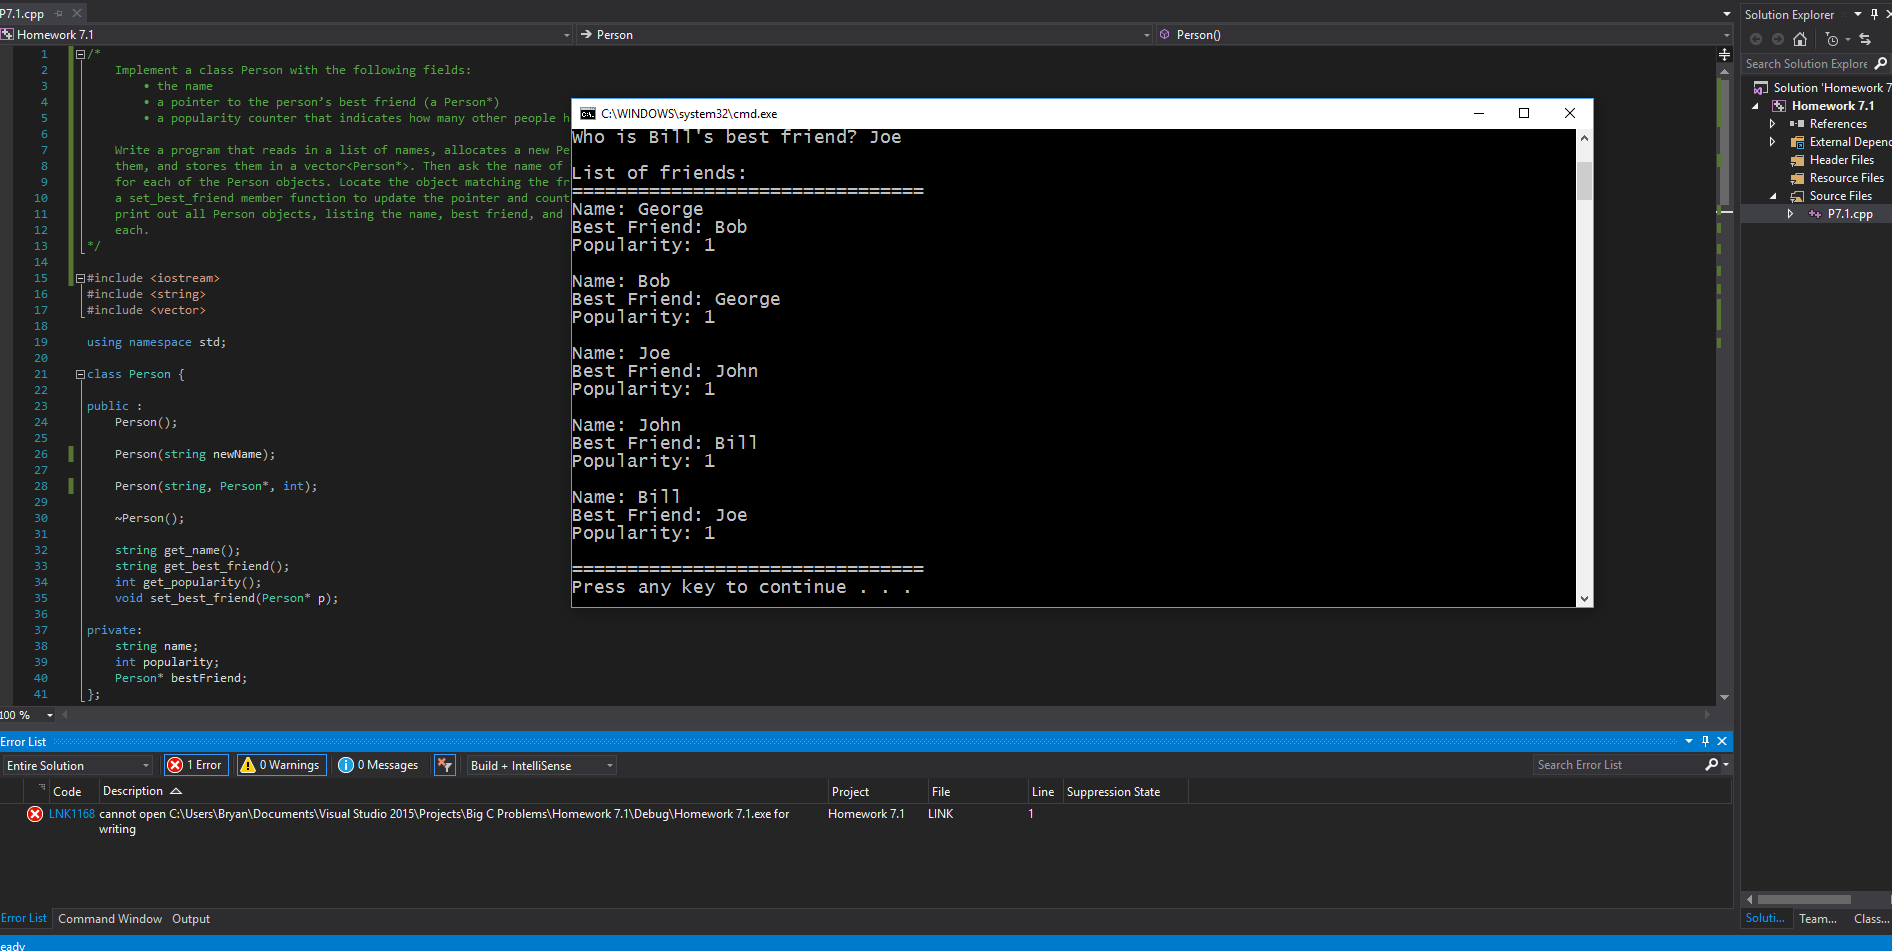 P7.1.cpp
Homework 7.1
Person
Person()
1 /*
2 Implement a class Person with the following fields:
3 • the name
4 • a pointer to the person’s best friend (a Person*)
5 • a popularity counter that indicates how many other people h
6
7 Write a program that reads in a list of names, allocates a new Pe
8 them, and stores them in a vector<Person*>. Then ask the name of
9 for each of the Person objects. Locate the object matching the fr
10 a set_best_friend member function to update the pointer and count
11 print out all Person objects, listing the name, best friend, and
12 each.
13 */
14
15 #include <iostream>
16 #include <string>
17 #include <vector>
18
19 using namespace std;
20
21 class Person {
22
23 public :
24 Person();
25
26 Person(string newName);
27
28 Person(string, Person*, int);
29
30 ~Person();
31
32 string get_name();
33 string get_best_friend();
34 int get_popularity();
35 void set_best_friend(Person* p);
36
37 private:
38 string name;
39 int popularity;
40 Person* bestFriend;
41 };
100 %
C:\WINDOWS\system32\cmd.exe
Who is Bill's best friend? Joe
List of friends:
================================
Name: George
Best Friend: Bob
Popularity: 1
Name: Bob
Best Friend: George
Popularity: 1
Name: Joe
Best Friend: John
Popularity: 1
Name: John
Best Friend: Bill
Popularity: 1
Name: Bill
Best Friend: Joe
Popularity: 1
================================
Press any key to continue . . .
Solution Explorer
Search Solution Explore
Solution 'Homework 7
Homework 7.1
References
External Depend
Header Files
Resource Files
Source Files
P7.1.cpp
Error List
Entire Solution
1 Error
0 Warnings
0 Messages
Build + IntelliSense
Search Error List
Code Description Project File Line Suppression State
LNK1168 cannot open C:\Users\Bryan\Documents\Visual Studio 2015\Projects\Big C Problems\Homework 7.1\Debug\Homework 7.1.exe for Homework 7.1 LINK 1
writing
Error List Command Window Output
Soluti... Team... Class...
eady